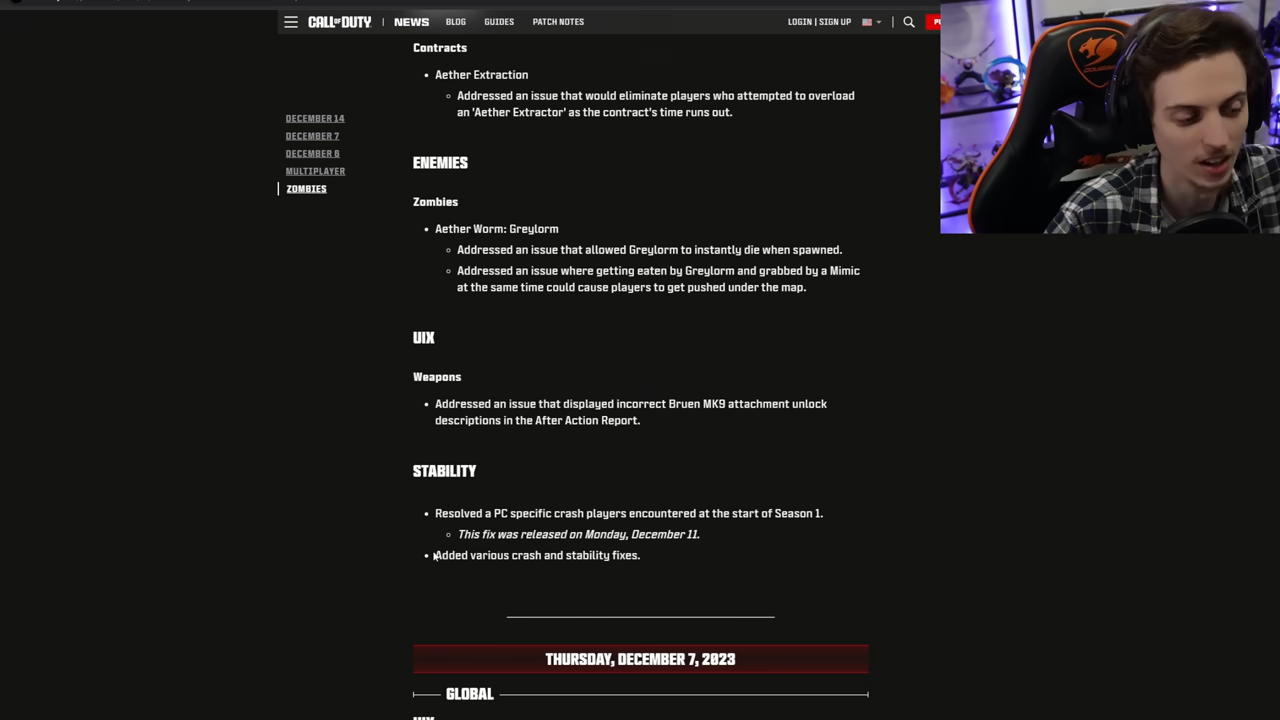 CALL OF DUTY
NEWS
BLOG
GUIDES
PATCH NOTES
LOGIN | SIGN UP
Contracts
Aether Extraction
Addressed an issue that would eliminate players who attempted to overload
an 'Aether Extractor' as the contract's time runs out.
DECEMBER 14
DECEMBER 7
DECEMBER 6
MULTIPLAYER
ZOMBIES
ENEMIES
Zombies
Aether Worm: Greylorm
Addressed an issue that allowed Greylorm to instantly die when spawned.
Addressed an issue where getting eaten by Greylorm and grabbed by a Mimic
at the same time could cause players to get pushed under the map.
UIX
Weapons
Addressed an issue that displayed incorrect Bruen MK9 attachment unlock
descriptions in the After Action Report.
STABILITY
Resolved a PC specific crash players encountered at the start of Season 1.
This fix was released on Monday, December 11.
Added various crash and stability fixes.
THURSDAY, DECEMBER 7, 2023
GLOBAL
UIX